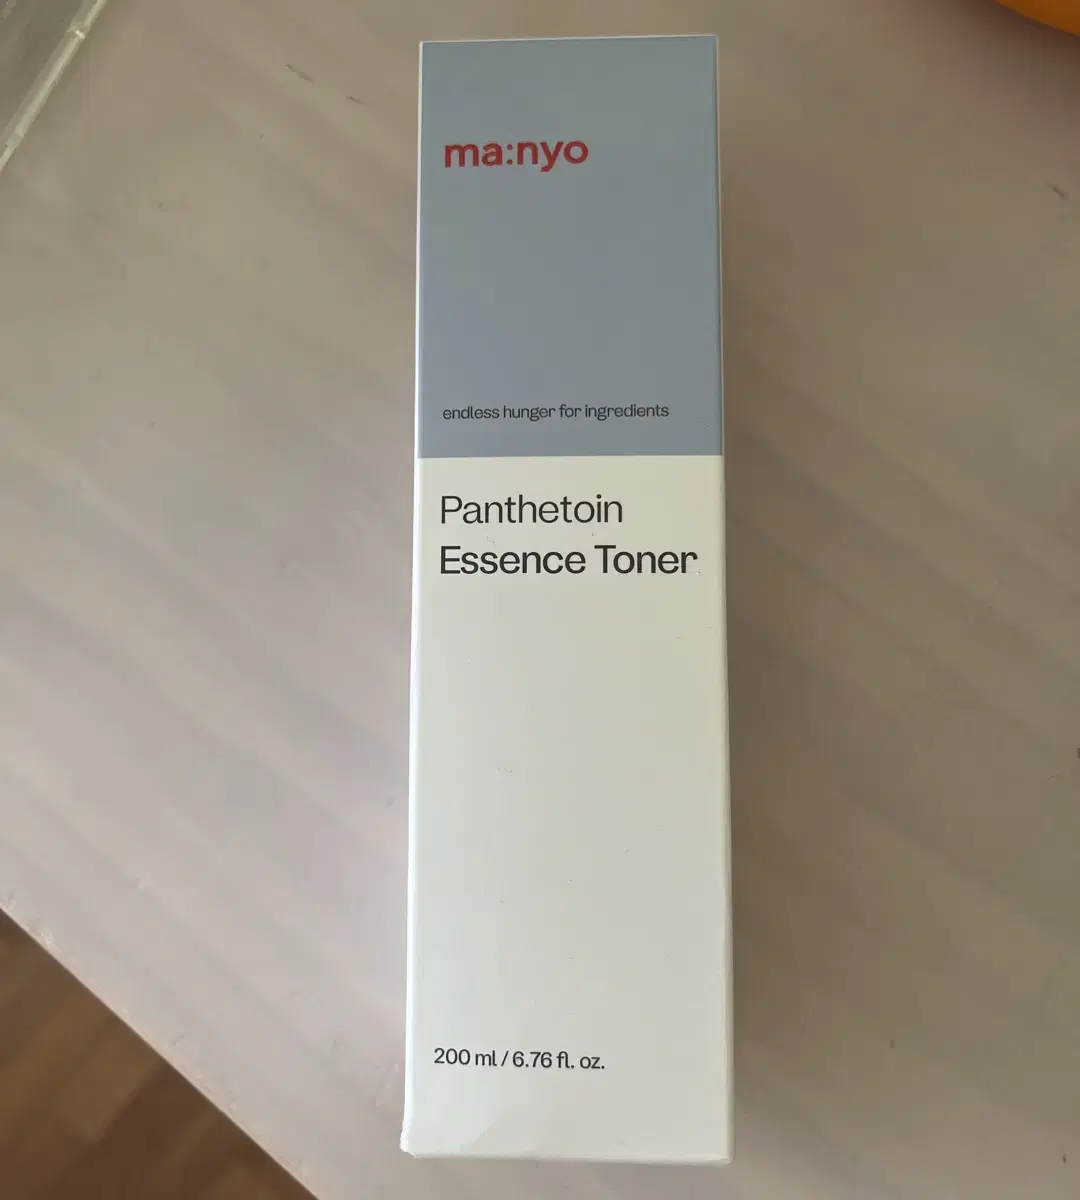 ma:nyo
endless hunger for ingredients
Panthetoin
Essence Toner
200 ml / 6.76 fl. oz.